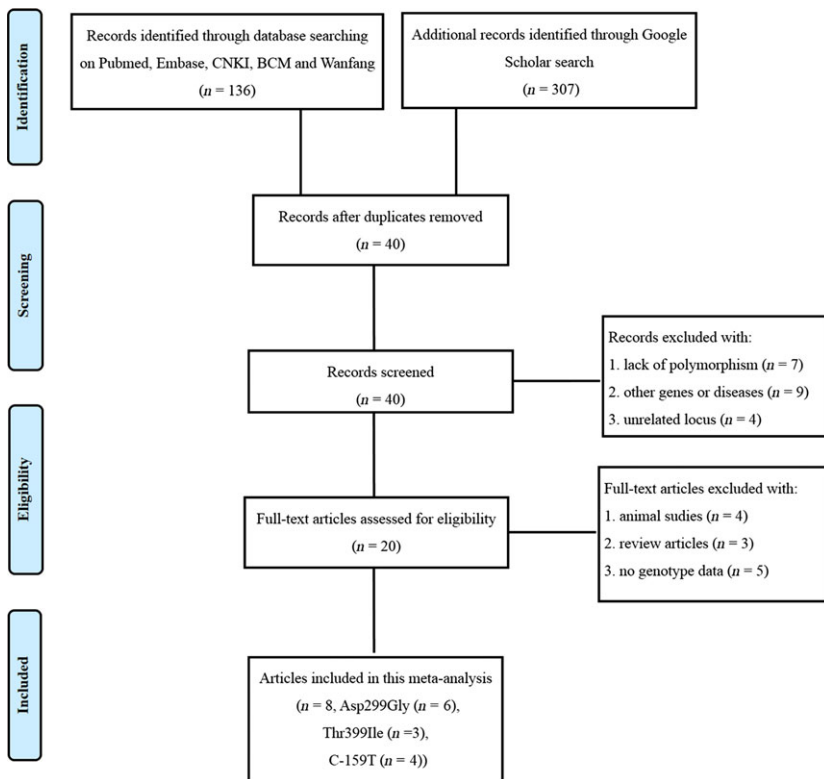 Identification
Records identified through database searching
on Pubmed, Embase, CNKI, BCM and Wanfang
(n = 136)
Additional records identified through Google
Scholar search
(n = 307)
Screening
Records after duplicates removed
(n = 40)
Records screened
(n = 40)
Records excluded with:
1. lack of polymorphism (n = 7)
2. other genes or diseases (n = 9)
3. unrelated locus (n = 4)
Eligibility
Full-text articles assessed for eligibility
(n = 20)
Full-text articles excluded with:
1. animal sudies (n = 4)
2. review articles (n = 3)
3. no genotype data (n = 5)
Included
Articles included in this meta-analysis
(n = 8, Asp299Gly (n = 6),
Thr399Ile (n =3),
C-159T (n = 4))